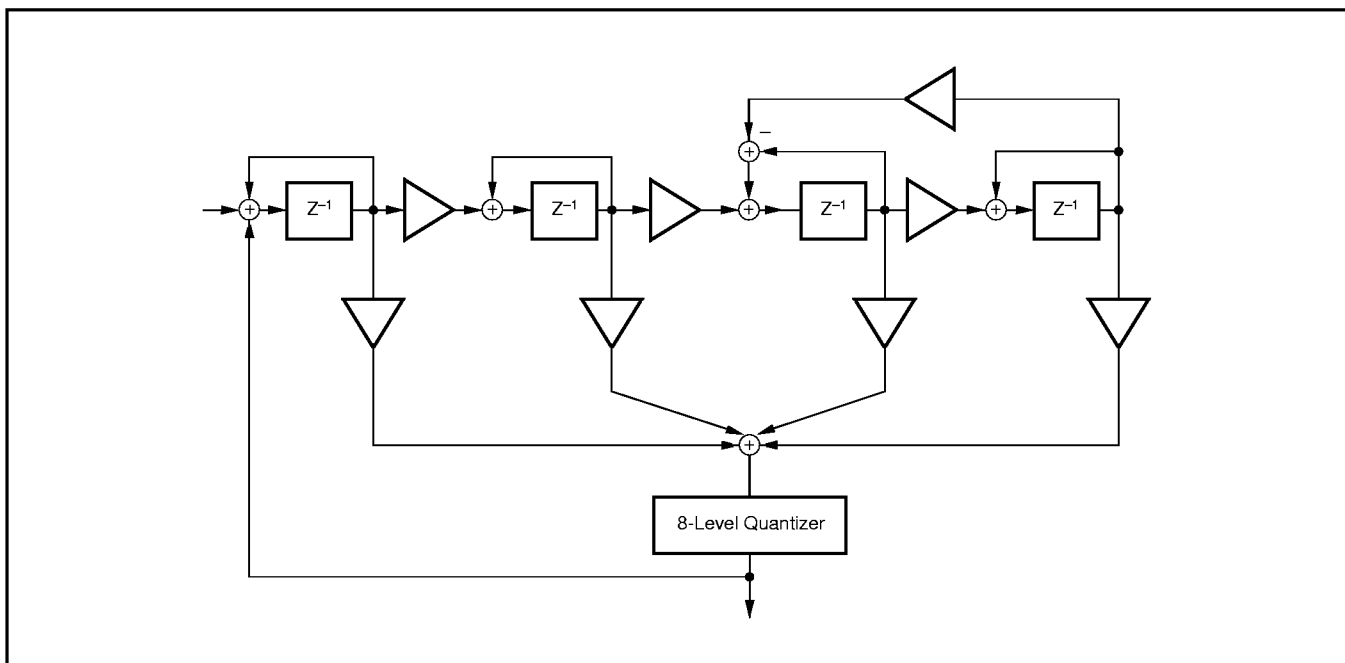 −
+
+ Z⁻¹ + Z⁻¹ + Z⁻¹ + Z⁻¹
+
8-Level Quantizer